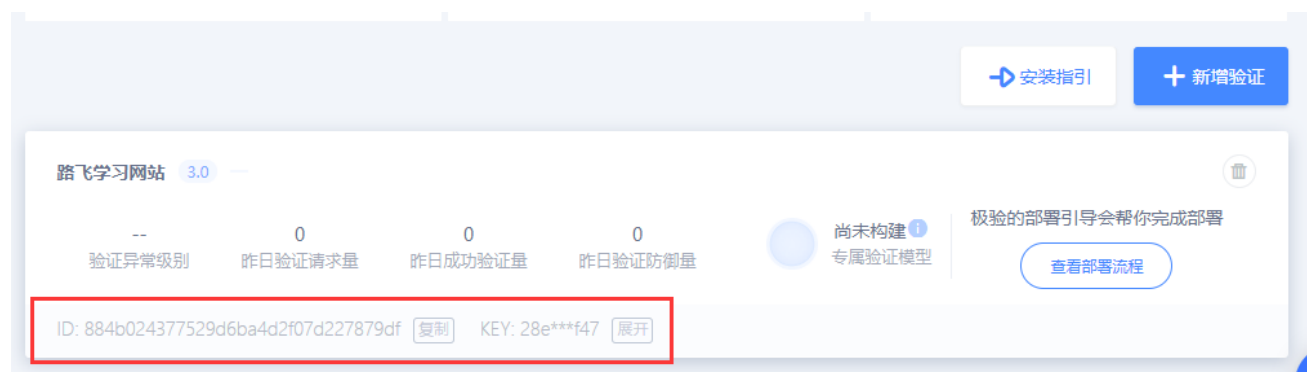 安装指引
新增验证
路飞学习网站 3.0
--
验证异常级别
0
昨日验证请求量
0
昨日成功验证量
0
昨日验证防御量
尚未构建
专属验证模型
极验的部署引导会帮你完成部署
查看部署流程
ID: 884b024377529d6ba4d2f07d227879df 复制 KEY: 28e***f47 展开